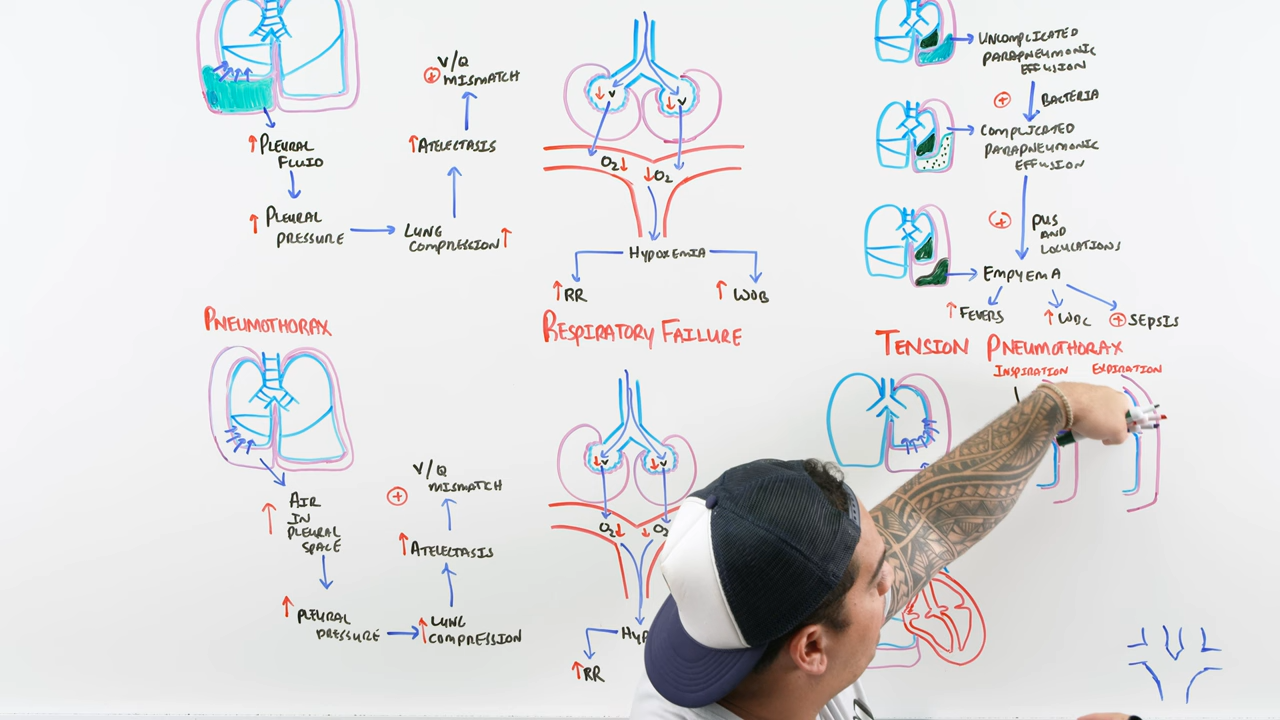 ↑ PLEURAL
FLUID
↑ PLEURAL
PRESSURE
LUNG
COMPRESSION ↑
↑ ATELECTASIS
V/Q
+ MISMATCH
↓ V
↓ V
O2↓
↓O2
HYPOXEMIA
↑ RR
↑ WOB
RESPIRATORY FAILURE
UNCOMPLICATED
PARAPNEUMONIC
EFFUSION
+ BACTERIA
COMPLICATED
PARAPNEUMONIC
EFFUSION
+ PUS
AND
LOCULATIONS
EMPYEMA
↑ FEVERS
↑ WBC
+ SEPSIS
PNEUMOTHORAX
↑ AIR
IN
PLEURAL
SPACE
↑ PLEURAL
PRESSURE
↑ LUNG
COMPRESSION
↑ ATELECTASIS
V/Q
+ MISMATCH
↓ V
↓ V
O2↓
↓O2
HYP
↑RR
TENSION PNEUMOTHORAX
INSPIRATION
EXPIRATION